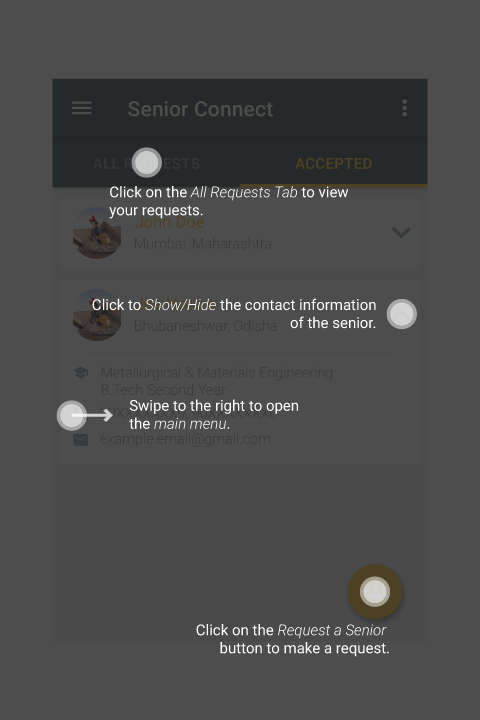 Senior Connect
ALL REQUESTS
ACCEPTED
Click on the All Requests Tab to view
your requests.
John Doe
Mumbai, Maharashtra
Click to Show/Hide the contact information
of the senior.
Bhubaneshwar, Odisha
Metallurgical & Materials Engineering
B.Tech Second Year
Swipe to the right to open
the main menu.
example.email@gmail.com
Click on the Request a Senior
button to make a request.